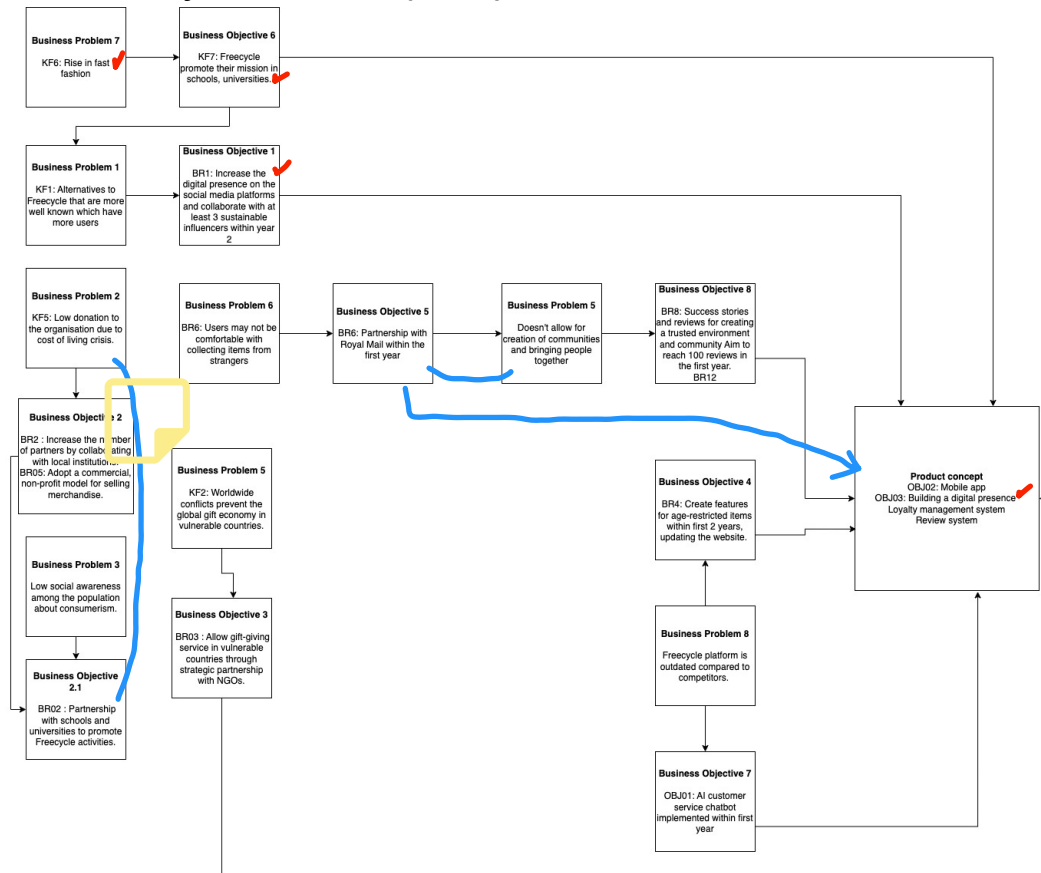 Business Problem 7
KF6: Rise in fast
fashion
Business Objective 6
KF7: Freecycle
promote their mission in
schools, universities.
Business Problem 1
KF1: Alternatives to
Freecycle that are more
well known which have
more users
Business Objective 1
BR1: Increase the
digital presence on the
social media platforms
and collaborate with at
least 3 sustainable
influencers within year
2
Business Problem 2
KF5: Low donation to
the organisation due to
cost of living crisis.
Business Problem 6
BR6: Users may not be
comfortable with
collecting items from
strangers
Business Objective 5
BR6: Partnership with
Royal Mail within the
first year
Business Problem 5
Doesn't allow for
creation of communities
and bringing people
together
Business Objective 8
BR8: Success stories
and reviews for creating
a trusted environment
and community Aim to
reach 100 reviews in
the first year.
BR12
Business Objective 2
BR2 : Increase the number
of partners by collaborating
with local institutions.
BR05: Adopt a commercial,
non-profit model for selling
merchandise.
Business Problem 5
KF2: Worldwide
conflicts prevent the
global gift economy in
vulnerable countries.
Business Objective 4
BR4: Create features
for age-restricted items
within first 2 years,
updating the website.
Product concept
OBJ02: Mobile app
OBJ03: Building a digital presence
Loyalty management system
Review system
Business Problem 3
Low social awareness
among the population
about consumerism.
Business Objective 3
BR03 : Allow gift-giving
service in vulnerable
countries through
strategic partnership
with NGOs.
Business Problem 8
Freecycle platform is
outdated compared to
competitors.
Business Objective
2.1
BR02 : Partnership
with schools and
universities to promote
Freecycle activities.
Business Objective 7
OBJ01: AI customer
service chatbot
implemented within first
year